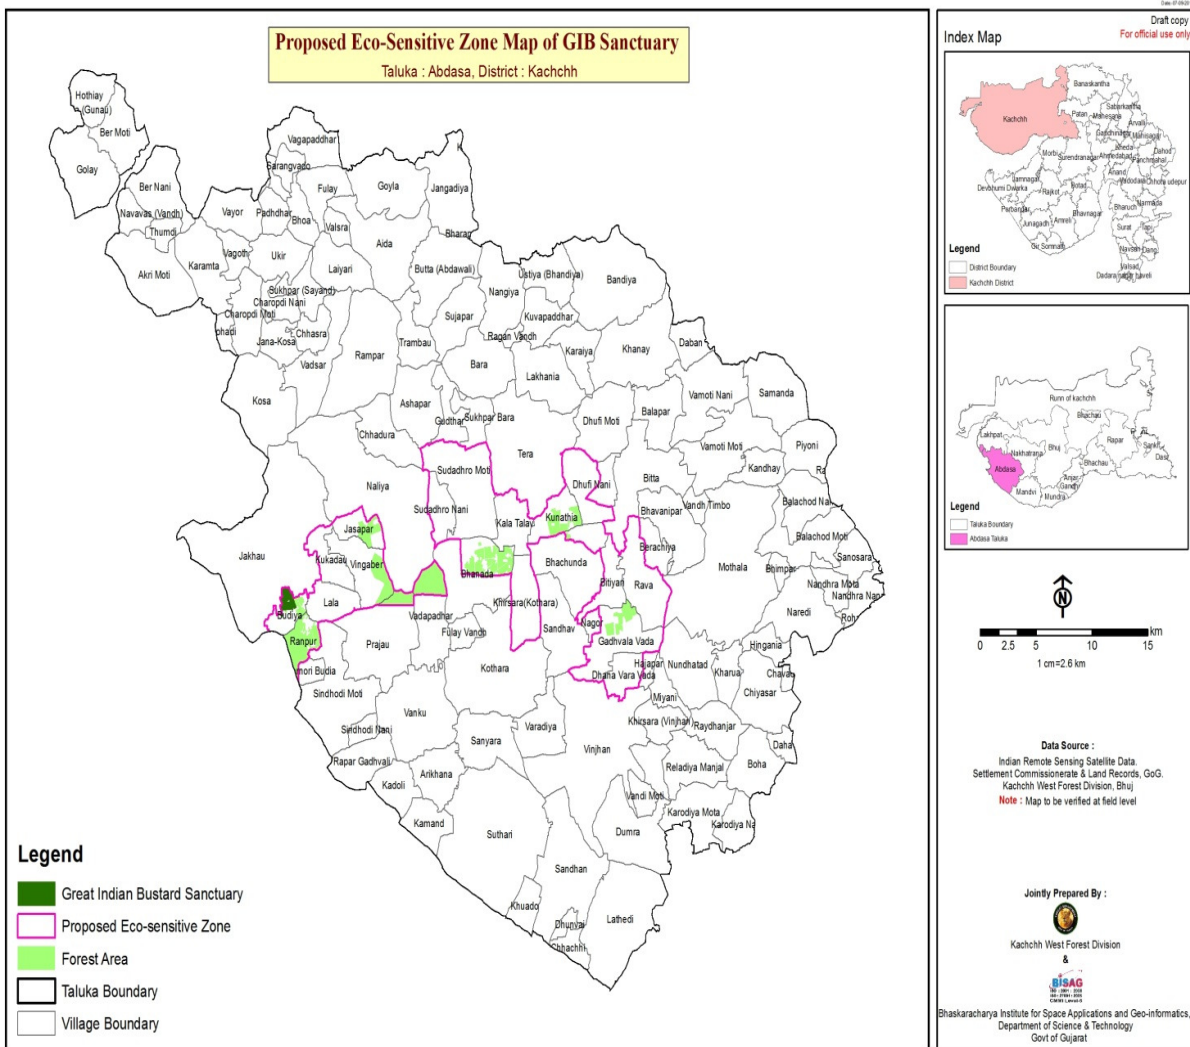 Proposed Eco-Sensitive Zone Map of GIB Sanctuary
Taluka : Abdasa, District : Kachchh
Hothiay
(Gunau)
Ber Moti
Golay
Ber Nani
Navavas (Vandh)
Thumdi
Akri Moti
Karamta
Vayor
Vagoth
Vagapaddhar
Sarangvado
Fulay
Goyla
Jangadiya
Padhdhar
Bhoa
Valsra
Aida
Bharap
Ukir
Laiyari
Butta (Abdawali)
Ustiya (Bhandiya)
Bandiya
Sukhpar (Sayand)
Charopdi Nani
Charopdi Moti
Nangiya
Sujapar
Kuvapaddhar
Jana-Kosa
Chhasra
Trambau
Ragan Vandh
Karaiya
Khanay
Daban
Vadsar
Rampar
Bara
Lakhania
Kosa
Ashapar
Gudthar
Sukhpar Bara
Dhufi Moti
Balapar
Vamoti Nani
Samanda
Chhadura
Tera
Vamoti Moti
Piyoni
Sudadhro Moti
Kandhay
Ra
Naliya
Dhufi Nani
Bitta
Sudadhro Nani
Bhavanipar
Vandh Timbo
Balachod Nan
Jasapar
Kala Talav
Kunathia
Balachod Moti
Jakhau
Kukadau
Vingaber
Bhanada
Bhachunda
Berachiya
Mothala
Bhimpar
Sanosara
Bitiyari
Rava
Nandhra Mota
Nandhra Nan
Lala
Budiya
Vadapadhar
Khirsara(Kothara)
Naredi
Roh
Ranpur
Prajau
Fulay Vandh
Sandhav
Nagor
Gadhvala Vada
Hingania
mori Budia
Kothara
Hajapar
Dhana Vara Vada
Nundhatad
Kharua
Chavau
Sindhodi Moti
Miyani
Chiyasar
Vanku
Khirsara (Vinjhan)
Raydhanjar
Sindhodi Nani
Sanyara
Varadiya
Vinjhan
Daha
Rapar Gadhvali
Arikhana
Reladiya Manjal
Boha
Kadoli
Vandi Moti
Kamand
Karodiya Mota
Karodiya Na
Suthari
Dumra
Sandhan
Khuado
Dhunvai
Chhachhi
Lathedi
Legend
Great Indian Bustard Sanctuary
Proposed Eco-sensitive Zone
Forest Area
Taluka Boundary
Village Boundary
Draft copy
For official use only
Index Map
Banaskantha
Kachchh
Patan
Mahesana
Sabarkantha
Arvalli
Gandhinagar
Mahisagar
Morbi
Surendranagar
Ahmedabad
Kheda
Dahod
Panchmahal
Jamnagar
Anand
Vadodara
Chhota udepur
Devbhumi Dwarka
Rajkot
Botad
Narmada
Porbandar
Bharuch
Junagadh
Amreli
Bhavnagar
Surat
Tapi
Gir Somnath
Navsari
Dang
Valsad
Dadara nagar haveli
Legend
District Boundary
Kachchh District
Runn of kachchh
Bhachau
Lakhpat
Nakhatrana
Bhuj
Rapar
Abdasa
Anjar
Bhachau
Mandvi
Mundra
Legend
Taluka Boundary
Abdasa Taluka
N
km
0 2.5 5 10 15
1 cm=2.6 km
Data Source :
Indian Remote Sensing Satellite Data.
Settlement Commissionerate & Land Records, GoG.
Kachchh West Forest Division, Bhuj
Note : Map to be verified at field level
Jointly Prepared By :
Kachchh West Forest Division
&
BISAG
Bhaskaracharya Institute for Space Applications and Geo-informatics,
Department of Science & Technology
Govt of Gujarat